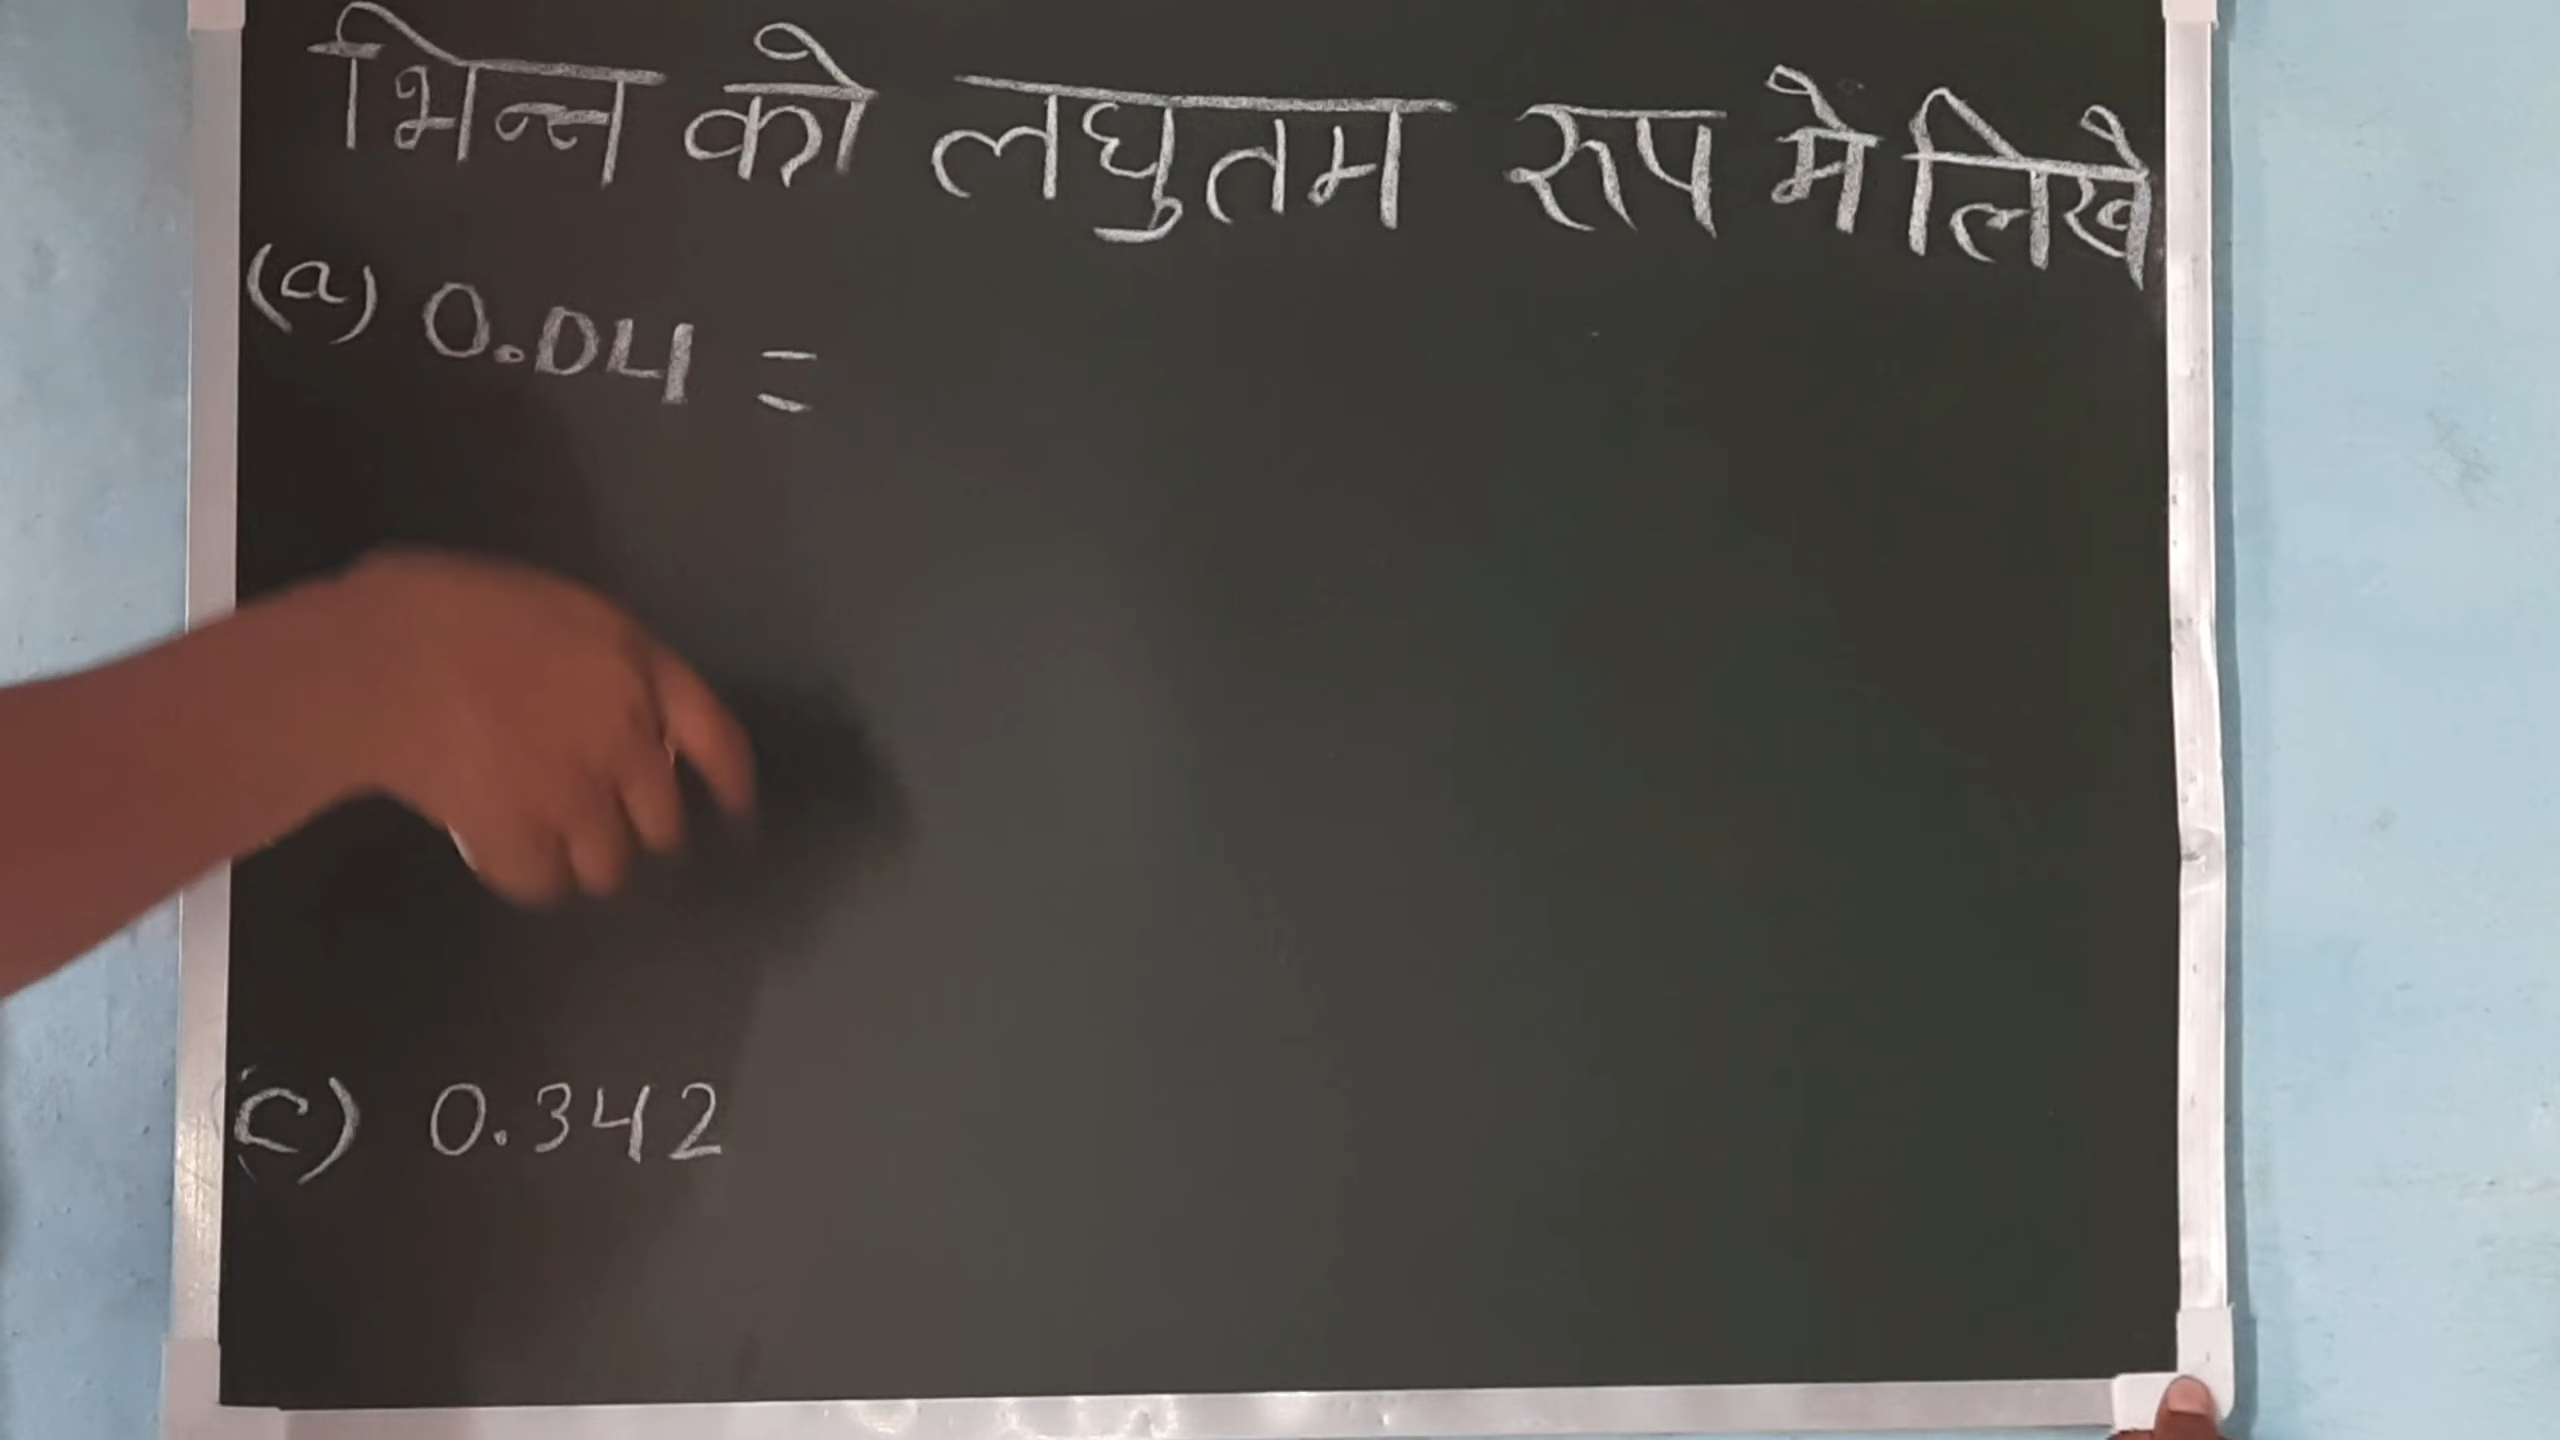 भिन्न को लघुतम रूप मे लिखे
(a) 0.04 =
(c) 0.342